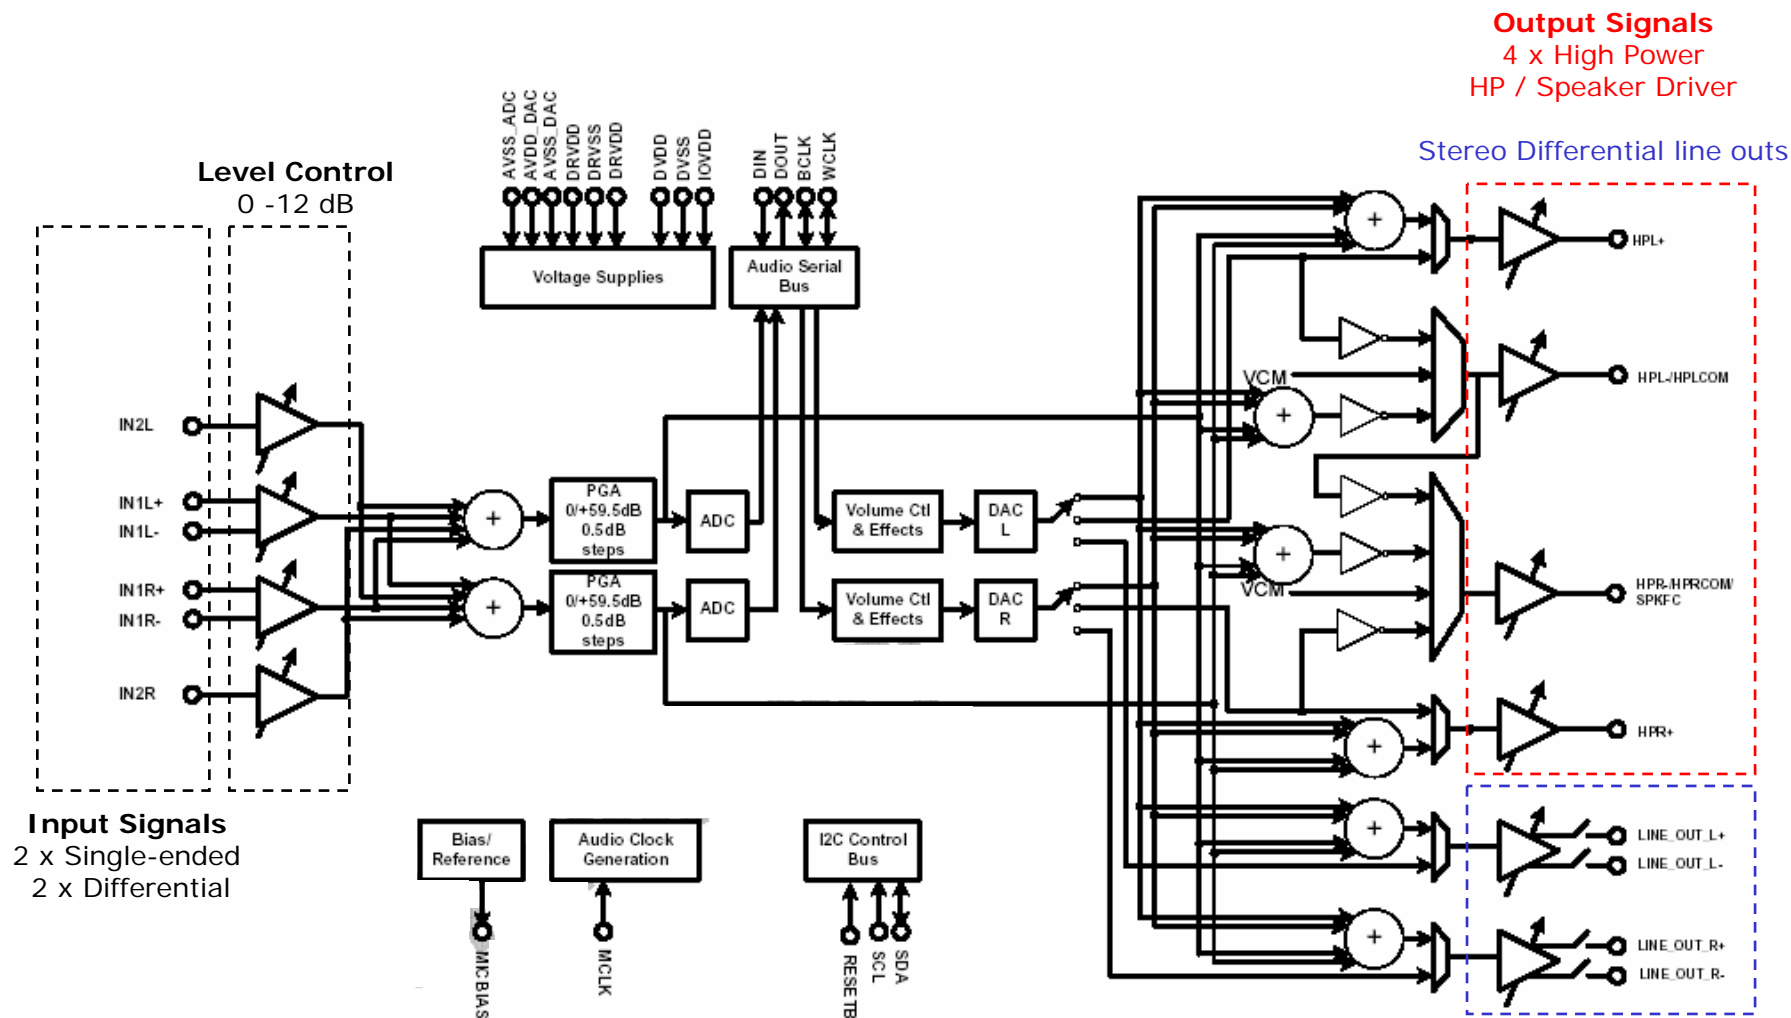 Output Signals
4 x High Power
HP / Speaker Driver
Stereo Differential line outs
AVSS_ADC
AVDD_DAC
AVSS_DAC
DRVDD
DRVSS
DRVDD
DVDD
DVSS
IOVDD
DIN
DOUT
BCLK
WCLK
Level Control
0 -12 dB
Voltage Supplies
Audio Serial
Bus
+
HPL+
VCM
HPL-/HPLCOM
+
IN2L
IN1L+
IN1L-
IN1R+
IN1R-
IN2R
+
PGA
0/+59.5dB
0.5dB
steps
ADC
Volume Ctl
& Effects
DAC
L
+
VCM
+
PGA
0/+59.5dB
0.5dB
steps
ADC
Volume Ctl
& Effects
DAC
R
HPR-/HPRCOM/
SPKFC
HPR+
+
Input Signals
2 x Single-ended
2 x Differential
Bias/
Reference
Audio Clock
Generation
I2C Control
Bus
+
LINE_OUT_L+
LINE_OUT_L-
+
LINE_OUT_R+
LINE_OUT_R-
MICBIAS
MCLK
RESETB
SCL
SDA